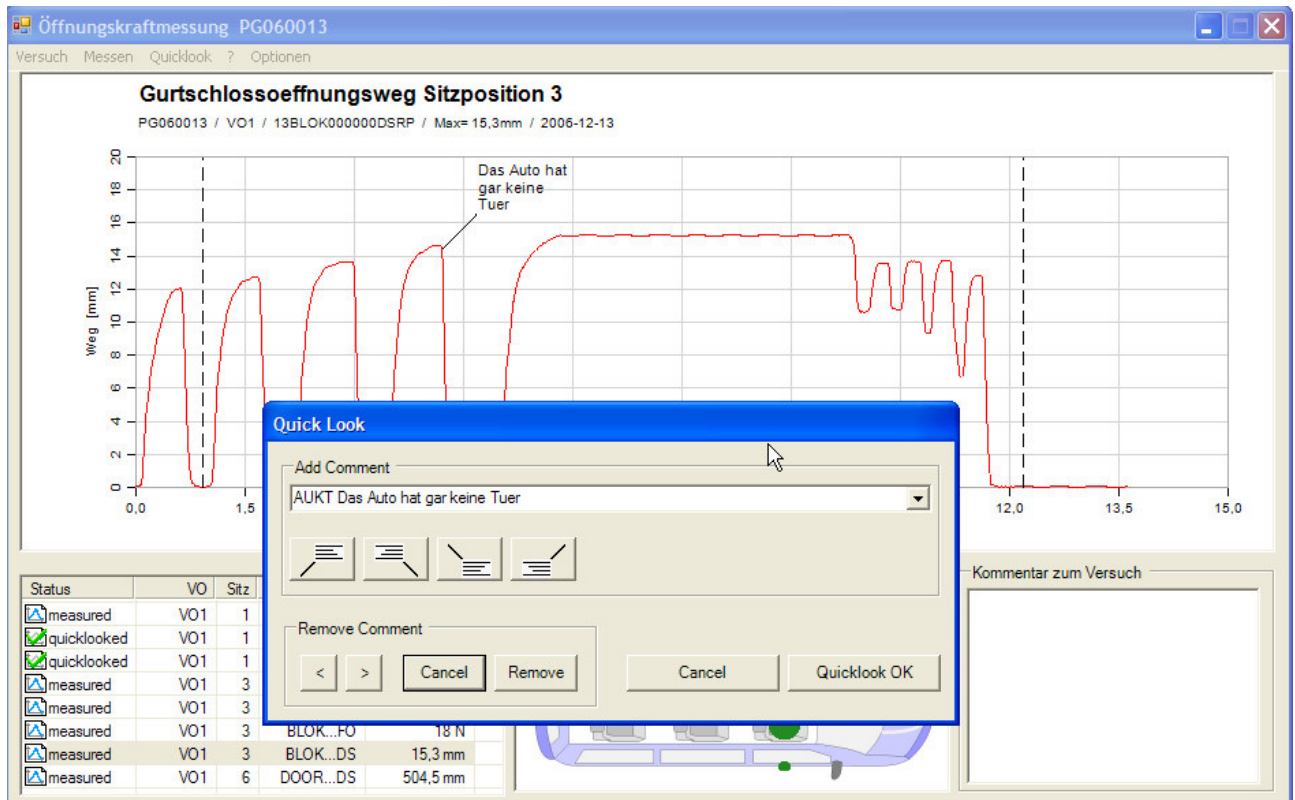 Öffnungskraftmessung PG060013
Versuch Messen Quicklook ? Optionen
Gurtschlossoeffnungsweg Sitzposition 3
PG060013 / VO1 / 13BLOK000000DSRP / Max= 15,3mm / 2006-12-13
Das Auto hat
gar keine
Tuer
Weg [mm]
20
18
16
14
12
10
8
6
4
2
0
0,0 1,5 12,0 13,5 15,0
Quick Look
Add Comment
AUKT Das Auto hat gar keine Tuer
Remove Comment
< > Cancel Remove Cancel Quicklook OK
Status VO Sitz
measured VO1 1
quicklooked VO1 1
quicklooked VO1 1
measured VO1 3
measured VO1 3
measured VO1 3 BLOK...FO 18 N
measured VO1 3 BLOK...DS 15,3 mm
measured VO1 6 DOOR...DS 504,5 mm
Kommentar zum Versuch